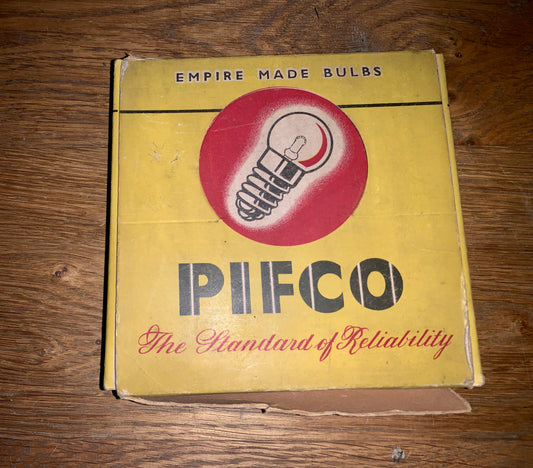 EMPIRE MADE BULBS
PIFCO
The Standard of Reliability